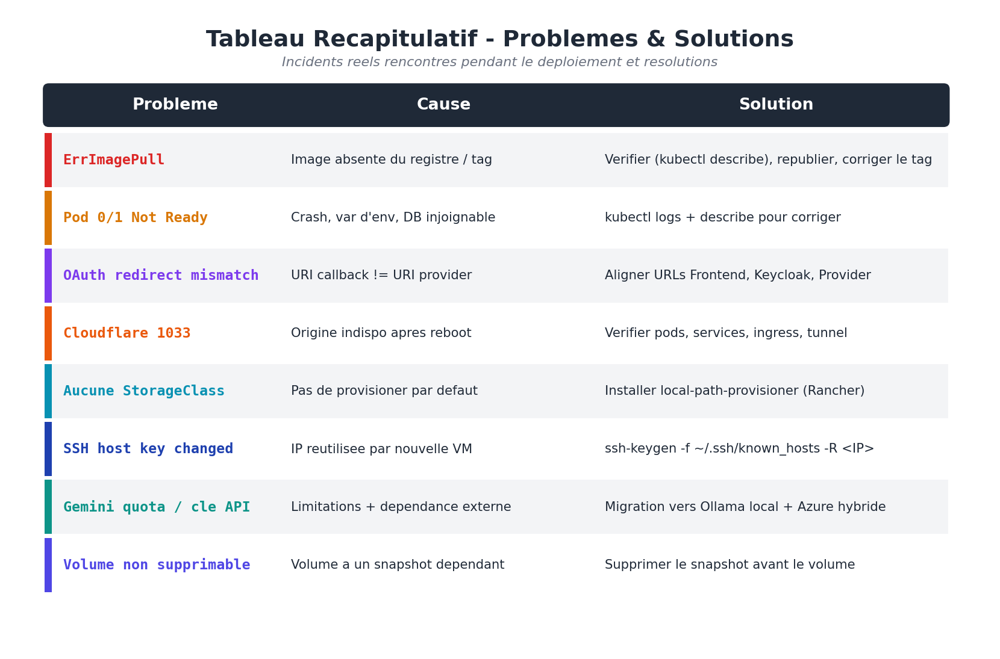 Tableau Recapitulatif - Problemes & Solutions
Incidents reels rencontres pendant le deploiement et resolutions
Probleme Cause Solution
ErrImagePull Image absente du registre / tag Verifier (kubectl describe), republier, corriger le tag
Pod 0/1 Not Ready Crash, var d'env, DB injoignable kubectl logs + describe pour corriger
OAuth redirect mismatch URI callback != URI provider Aligner URLs Frontend, Keycloak, Provider
Cloudflare 1033 Origine indispo apres reboot Verifier pods, services, ingress, tunnel
Aucune StorageClass Pas de provisioner par defaut Installer local-path-provisioner (Rancher)
SSH host key changed IP reutilisee par nouvelle VM ssh-keygen -f ~/.ssh/known_hosts -R <IP>
Gemini quota / cle API Limitations + dependance externe Migration vers Ollama local + Azure hybride
Volume non supprimable Volume a un snapshot dependant Supprimer le snapshot avant le volume